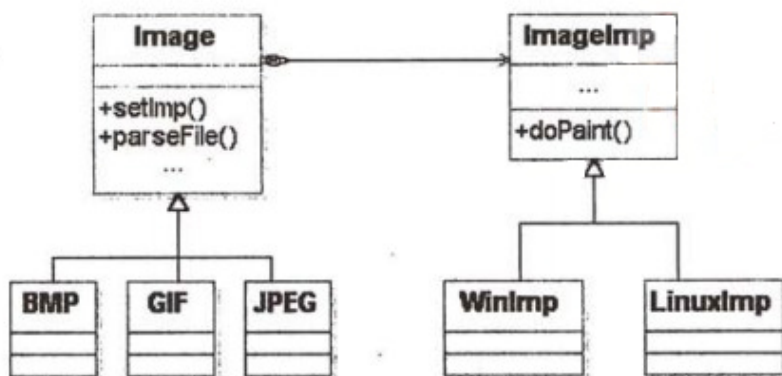 Image
+setImp()
+parseFile()
...
ImageImp
...
+doPaint()
BMP
GIF
JPEG
WinImp
LinuxImp